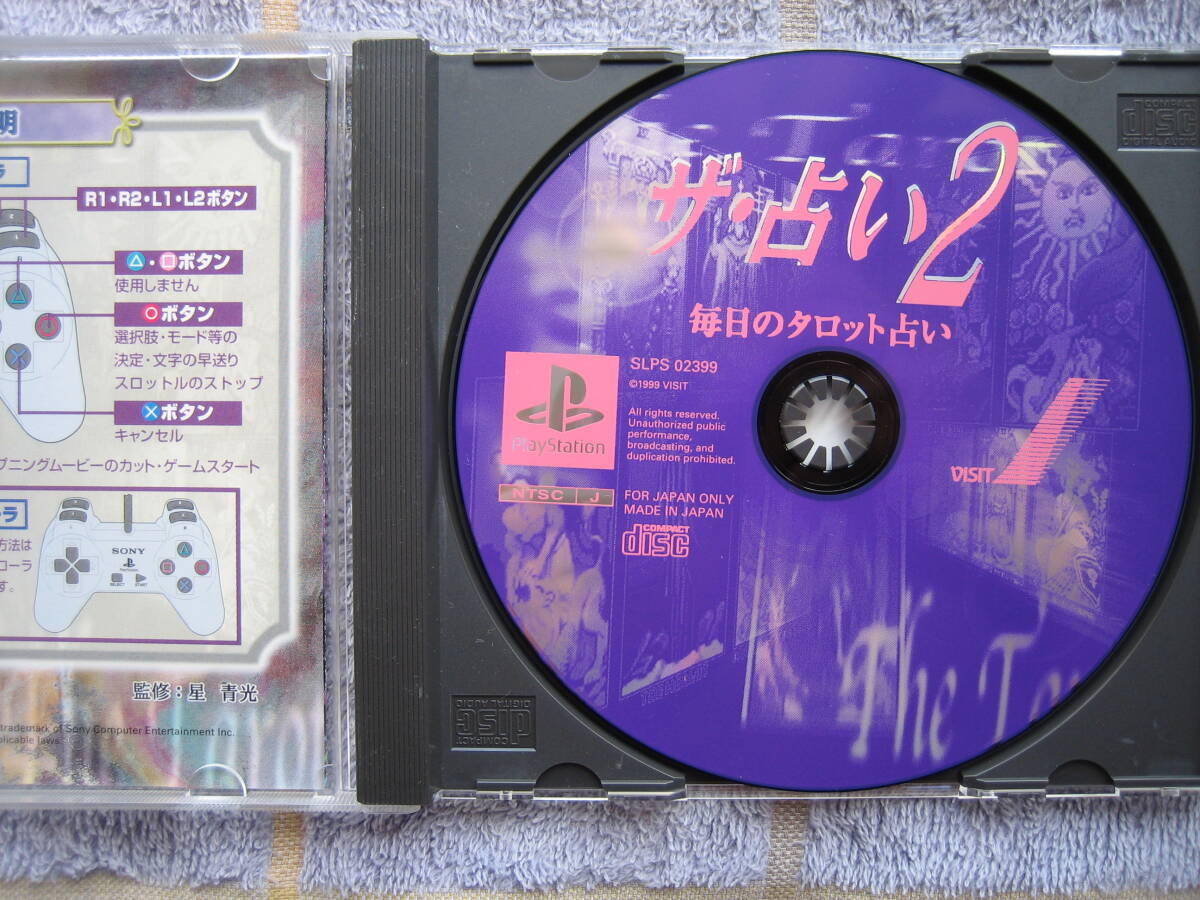 明
ラ
R1・R2・L1・L2ボタン
△・□ボタン
使用しません
○ボタン
選択肢・モード等の
決定・文字の早送り
スロットルのストップ
×ボタン
キャンセル
プニングムービーのカット・ゲームスタート
ーラ
方法は
ローラ
す。
SONY
PlayStation
SELECT
START
監修：星 青光
trademark of Sony Computer Entertainment Inc.
plicable laws
ザ・占い2
毎日のタロット占い
PlayStation
NTSC J
SLPS 02399
©1999 VISIT
All rights reserved.
Unauthorized public
performance,
broadcasting, and
duplication prohibited.
FOR JAPAN ONLY
MADE IN JAPAN
COMPACT
disc
VISIT
The Ta
COMPACT
disc
DIGITAL AUDIO
COMPACT
disc
DIGITAL AUDIO